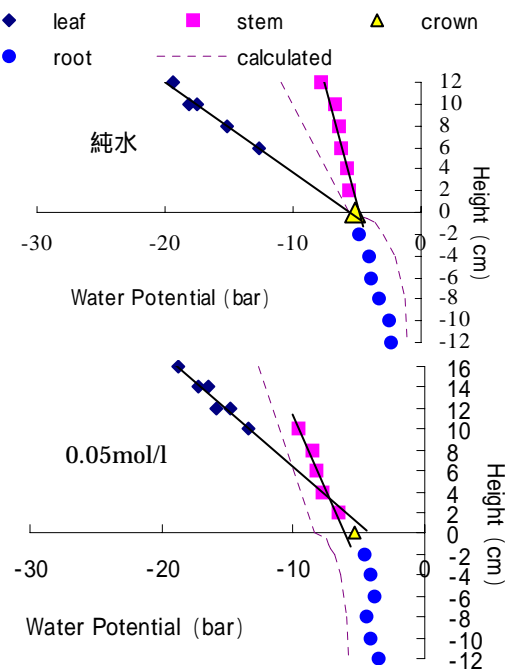 leaf stem crown
root calculated
純水
12
10
8
6
4
2
0
-2
-4
-6
-8
-10
-12
Height (cm)
-30 -20 -10 0
Water Potential (bar)
0.05mol/l
16
14
12
10
8
6
4
2
0
-2
-4
-6
-8
-10
-12
Height (cm)
-30 -20 -10 0
Water Potential (bar)